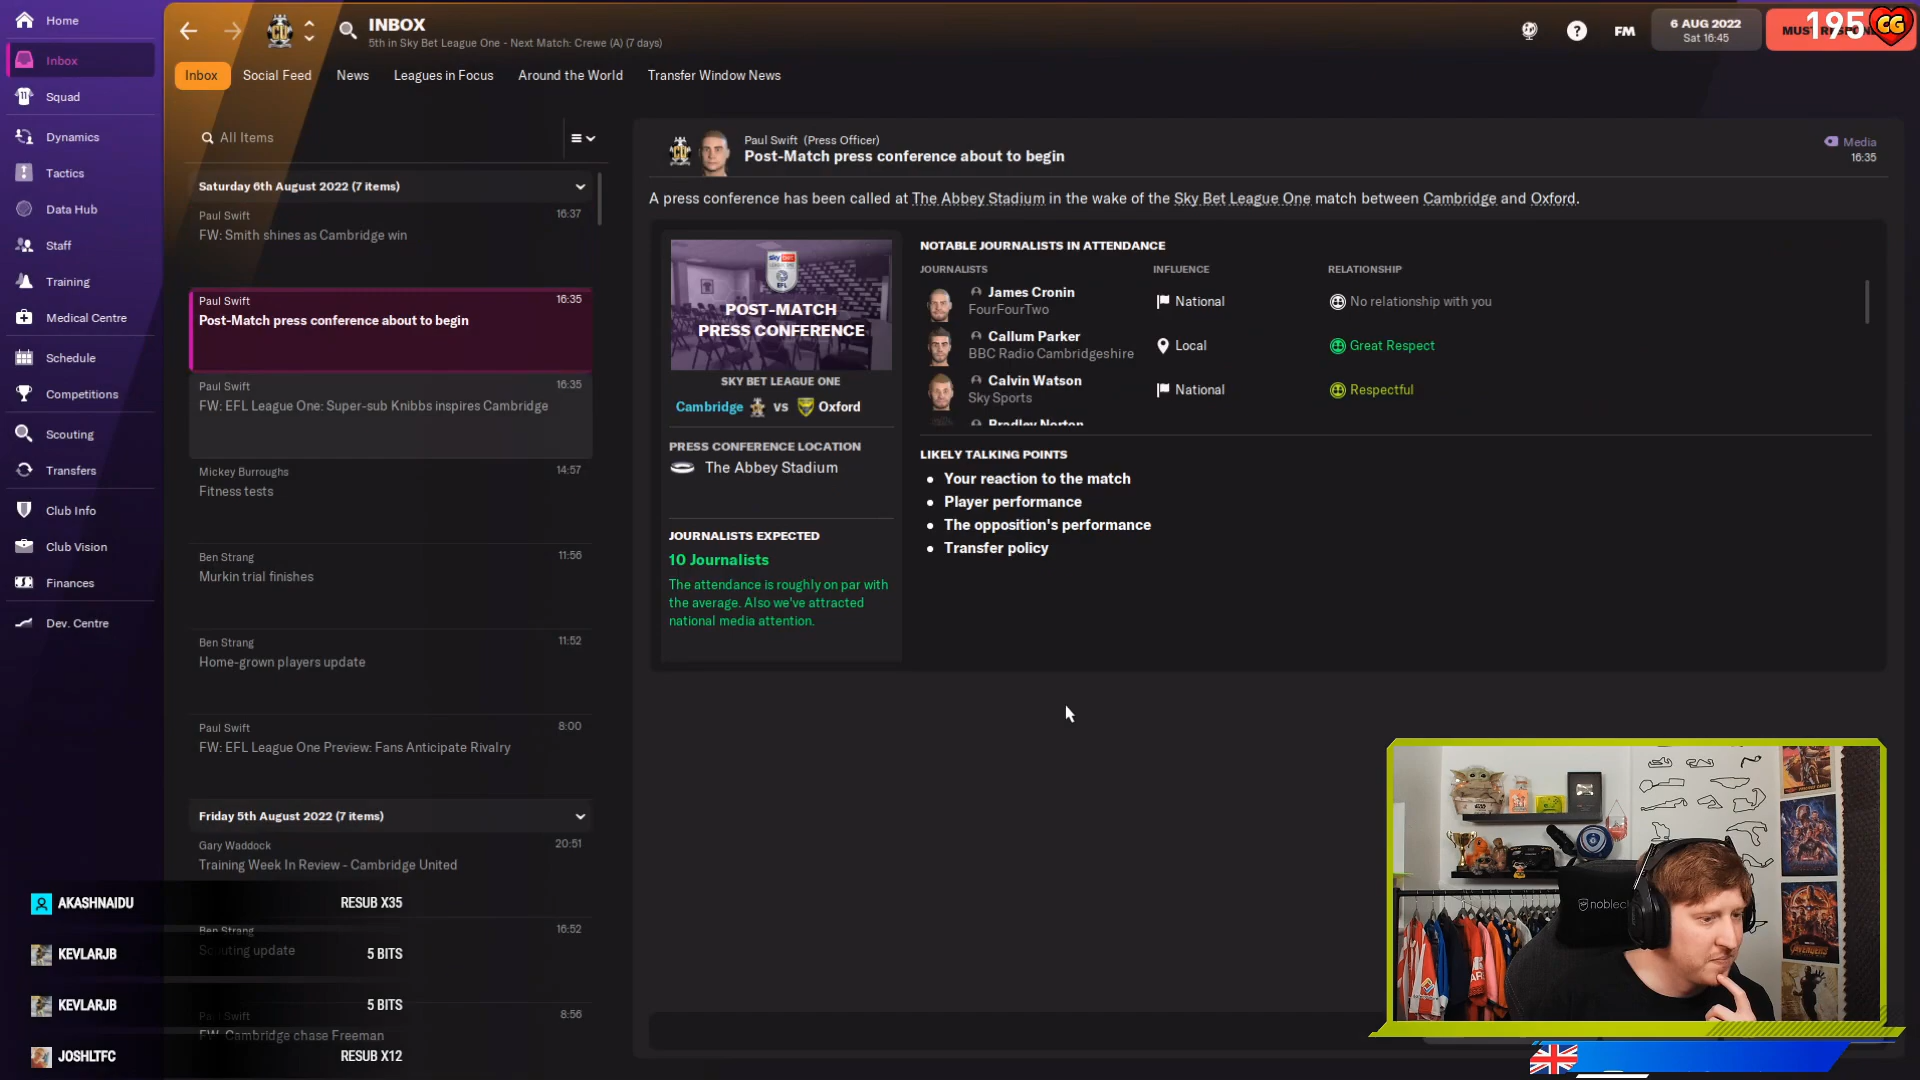 Home
Inbox
Squad
Dynamics
Tactics
Data Hub
Staff
Training
Medical Centre
Schedule
Competitions
Scouting
Transfers
Club Info
Club Vision
Finances
Dev. Centre
INBOX
5th in Sky Bet League One - Next Match: Crewe (A) (7 days)
FM
6 AUG 2022
Sat 16:45
195
CG
Inbox
Social Feed
News
Leagues in Focus
Around the World
Transfer Window News
All Items
Saturday 6th August 2022 (7 items)
Paul Swift
16:37
FW: Smith shines as Cambridge win
Paul Swift
16:35
Post-Match press conference about to begin
Paul Swift
16:35
FW: EFL League One: Super-sub Knibbs inspires Cambridge
Mickey Burroughs
14:57
Fitness tests
Ben Strang
11:56
Murkin trial finishes
Ben Strang
11:52
Home-grown players update
Paul Swift
8:00
FW: EFL League One Preview: Fans Anticipate Rivalry
Friday 5th August 2022 (7 items)
Gary Waddock
20:51
Training Week In Review - Cambridge United
Ben Strang
16:52
Scouting update
Paul Swift
8:56
FW: Cambridge chase Freeman
AKASHNAIDU
RESUB X35
KEVLARJB
5 BITS
KEVLARJB
5 BITS
JOSHLTFC
RESUB X12
Paul Swift (Press Officer)
Post-Match press conference about to begin
Media
16:35
A press conference has been called at The Abbey Stadium in the wake of the Sky Bet League One match between Cambridge and Oxford.
sky bet
EFL
POST-MATCH
PRESS CONFERENCE
SKY BET LEAGUE ONE
Cambridge vs Oxford
PRESS CONFERENCE LOCATION
The Abbey Stadium
JOURNALISTS EXPECTED
10 Journalists
The attendance is roughly on par with
the average. Also we've attracted
national media attention.
NOTABLE JOURNALISTS IN ATTENDANCE
JOURNALISTS
INFLUENCE
RELATIONSHIP
James Cronin
FourFourTwo
National
No relationship with you
Callum Parker
BBC Radio Cambridgeshire
Local
Great Respect
Calvin Watson
Sky Sports
National
Respectful
Bradley Norton
LIKELY TALKING POINTS
Your reaction to the match
Player performance
The opposition's performance
Transfer policy